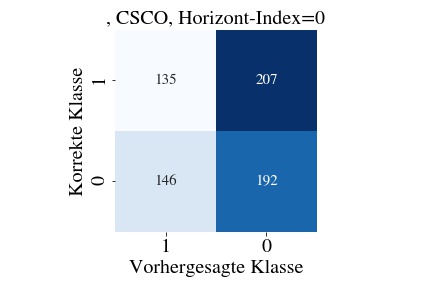 , CSCO, Horizont-Index=0
Korrekte Klasse
1
135
207
0
146
192
1
0
Vorhergesagte Klasse